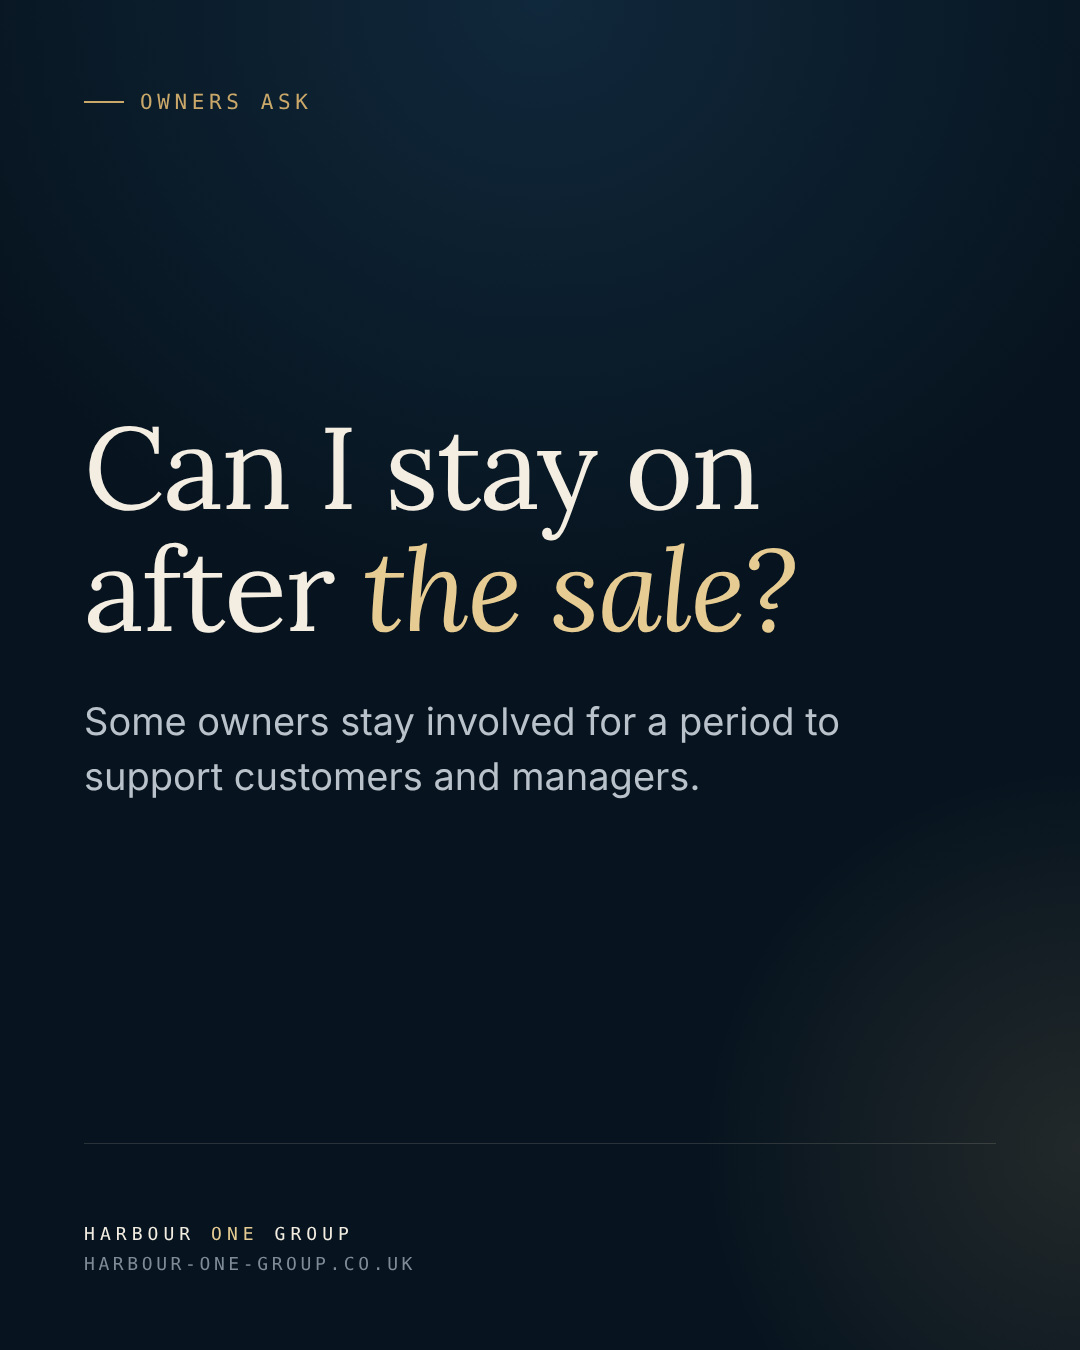 OWNERS ASK
Can I stay on
after the sale?
Some owners stay involved for a period to
support customers and managers.
HARBOUR ONE GROUP
HARBOUR-ONE-GROUP.CO.UK